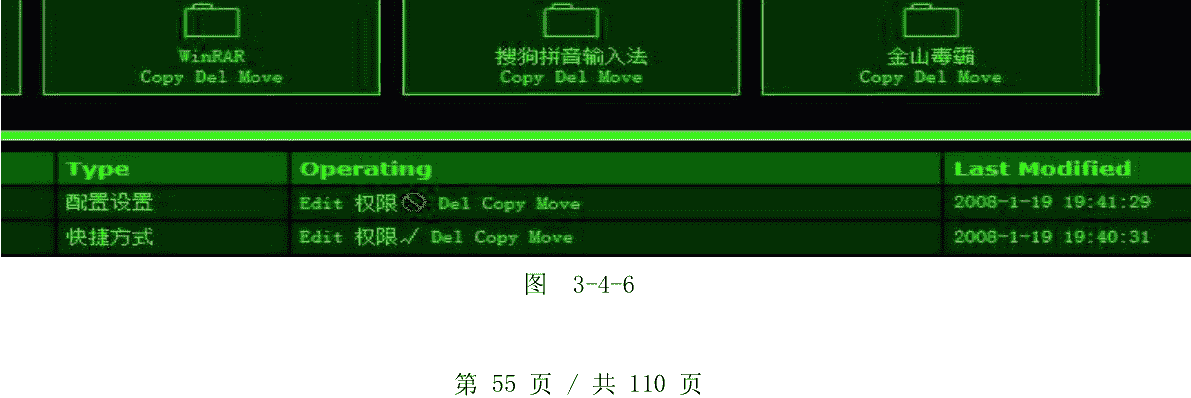 WinRAR 搜狗拼音输入法 金山毒霸
Copy Del Move Copy Del Move Copy Del Move
Type Operating Last Modified
配置设置 Edit 权限 Del Copy Move 2008-1-19 19:41:29
快捷方式 Edit 权限√ Del Copy Move 2008-1-19 19:40:31
图 3-4-6
第 55 页 / 共 110 页